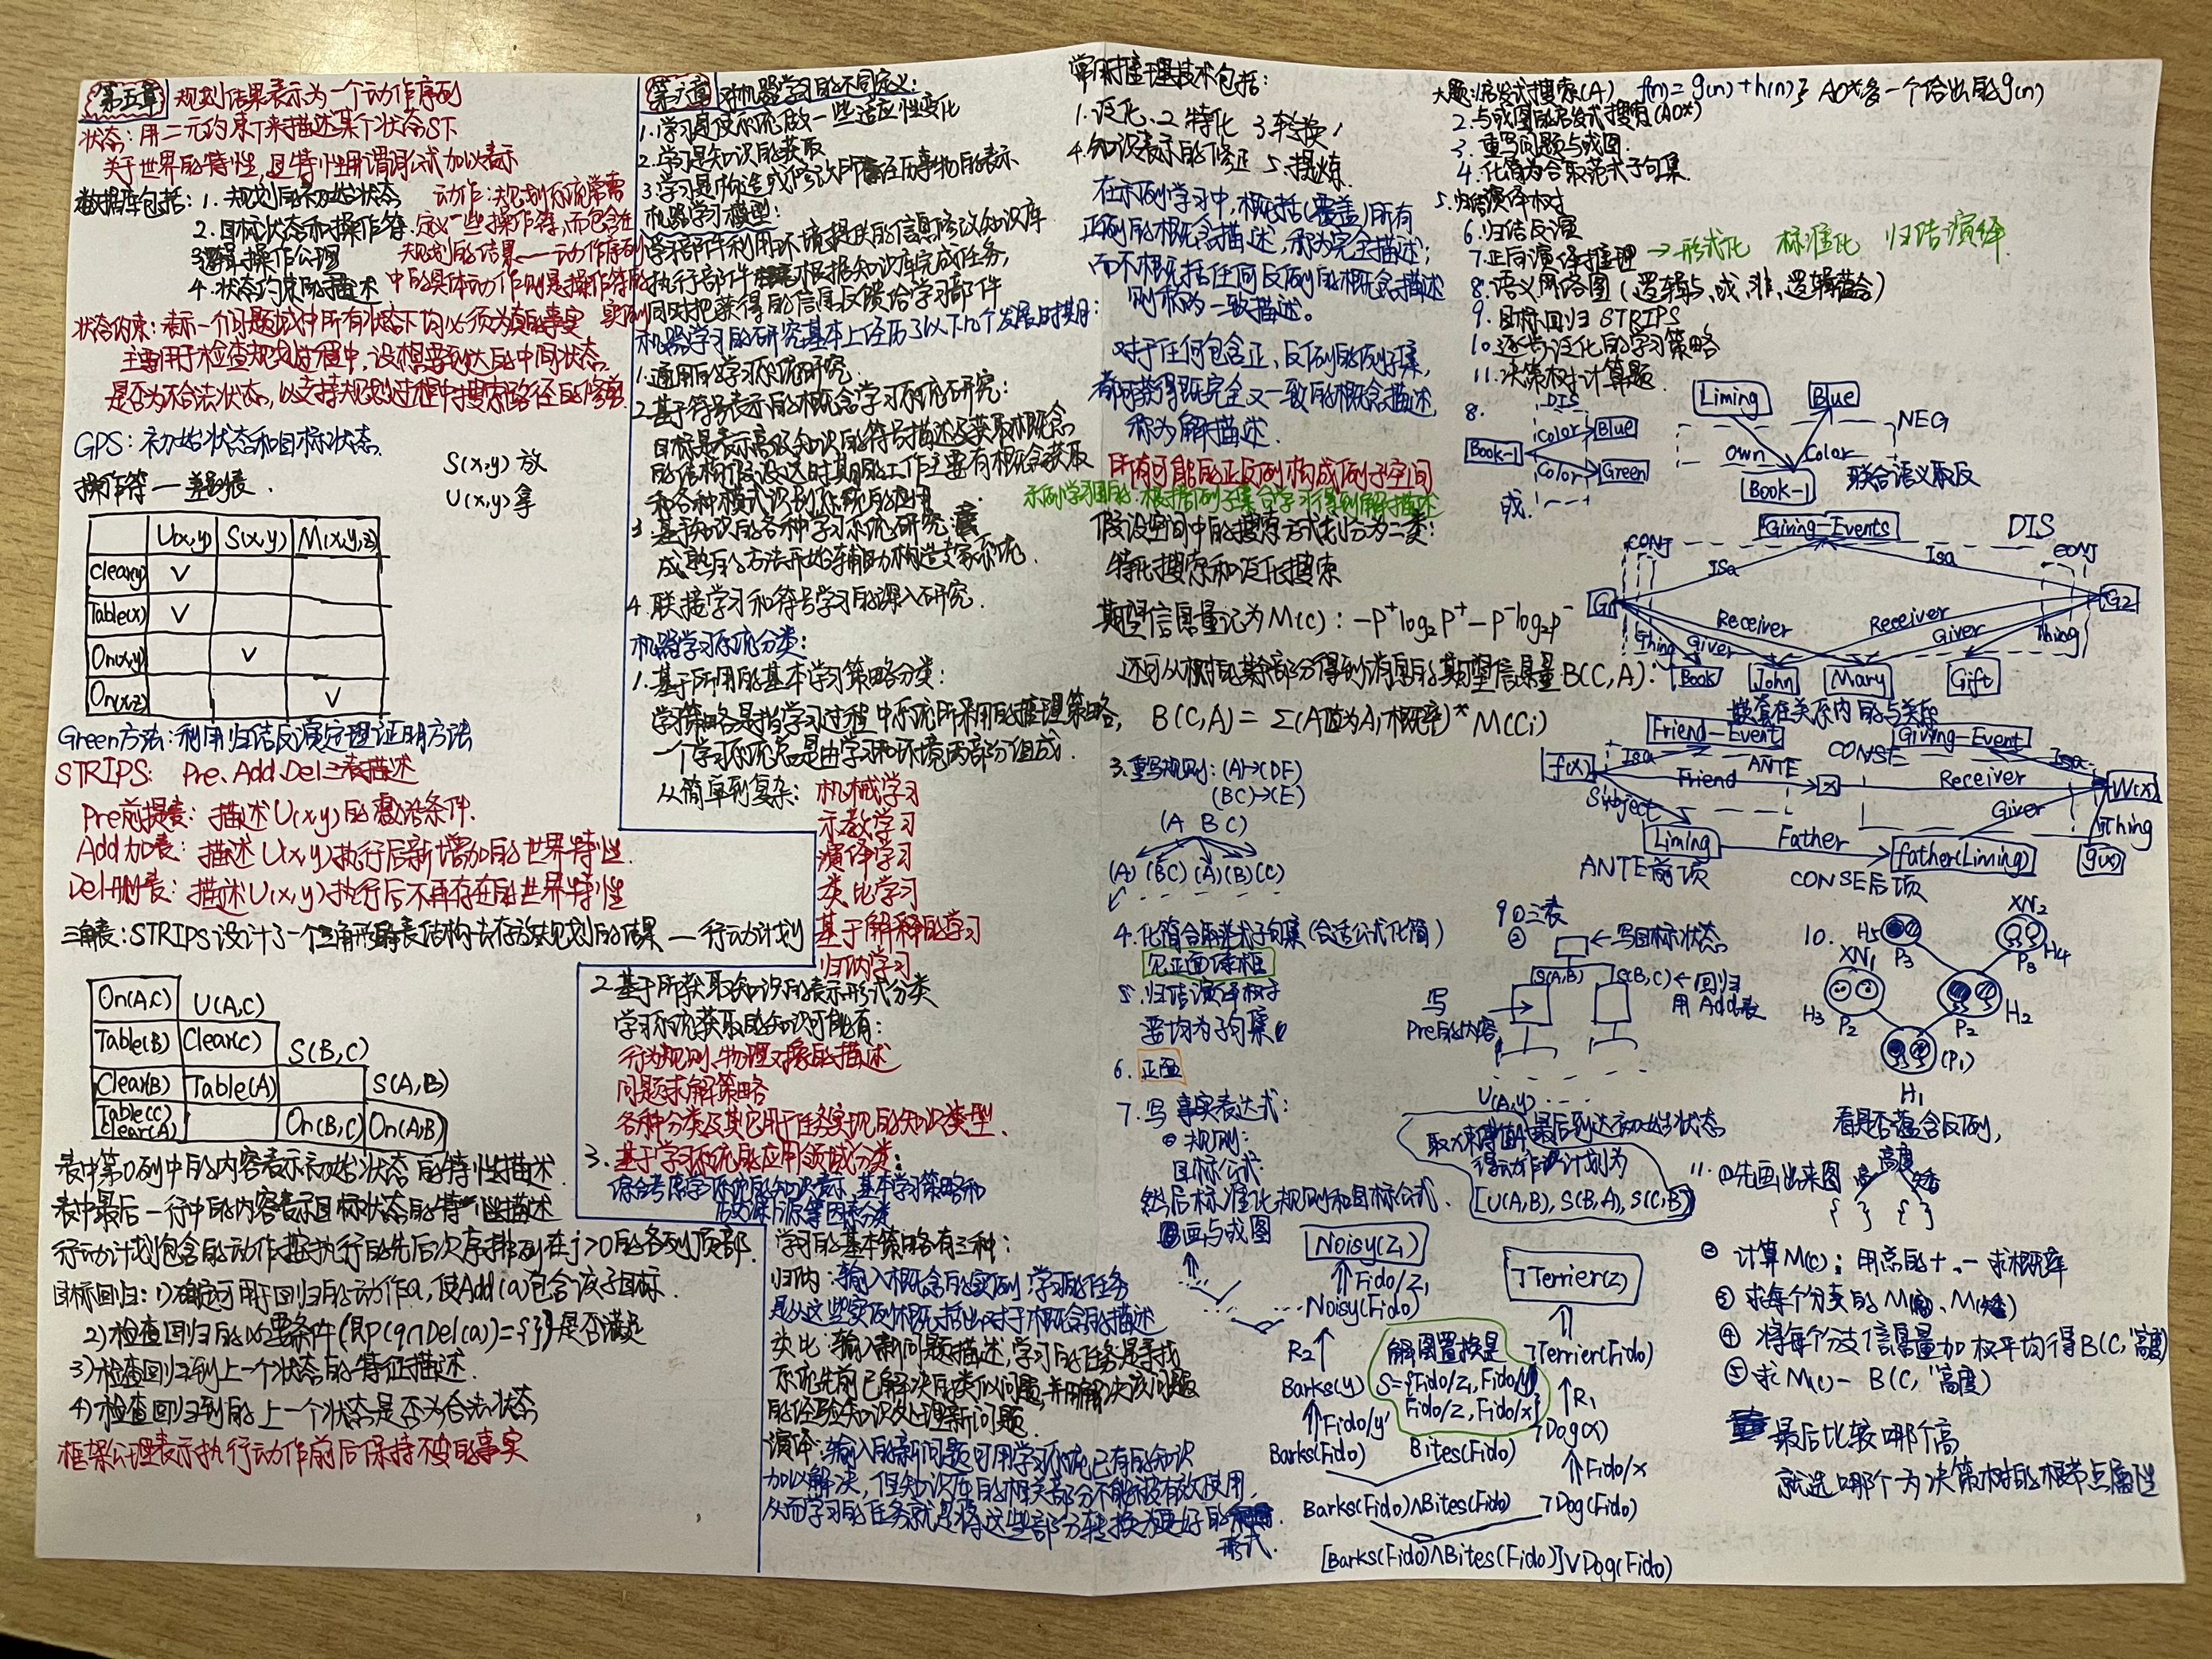 第五章 规划结果表示为一个动作序列
状态:用二元约束T来描述某个状态ST
关于世界的特性,且特性用谓词公式加以表示
数据库包括:1.规划的初始状态
2.目标状态和操作符
3.逻辑操作公理
4.状态约束的描述
动作:规划系统常需
定义一些操作符,而包含在
规划的结果——动作序列
中的具体动作则是操作符的
实例
状态约束:表示一个问题域中所有状态下均必须为真的事实
主要用于检查规划过程中,设想要到达的中间状态
是否为不合法状态,以支持规划过程中搜索路径的修剪
GPS:初始状态和目标状态
操作符—差别表.
S(x,y) 放
U(x,y) 拿
U(x,y) S(x,y) M(x,y,z)
Clear(y) √
Table(x) √
On(x,y) √
On(x,z) √
Green方法:利用归结反演定理证明方法
STRIPS: Pre、Add、Del三表描述
Pre前提表:描述U(x,y)的激活条件.
Add加表:描述U(x,y)执行后新增加的世界特性.
Del删表:描述U(x,y)执行后不再存在的世界特性
三角表:STRIPS设计了一个三角形表结构去存放规划的结果—行动计划
On(A,C) U(A,C)
Table(B) Clear(C) S(B,C)
Clear(B) Table(A) S(A,B)
Table(C) Clear(A) On(B,C) On(A,B)
表中第0列中的内容表示初始状态的特性描述
表中最后一行中的内容表示目标状态的特性描述
行动计划包含的动作按执行的先后次序排列在j>0的各列顶部
目标回归:1)确定可用于回归的动作a,使Add(a)包含该子目标.
2)检查回归的必要条件(即P(q∩Del(a))={})是否满足
3)检查回归到上一个状态的特征描述.
4)检查回归到的上一个状态是否为合法状态
框架公理表示执行动作前后保持不变的事实
第六章 对机器学习的不同定义:
1.学习是使系统做一些适应性变化
2.学习是知识的获取
3.学习是构造或修改所经历事物的表示
机器学习模型:
学习部件利用环境提供的信息修改知识库
执行部件根据知识库完成任务,
同时把获得的信息反馈给学习部件
机器学习的研究基本上经历了以下几个发展时期:
1.通用的学习系统研究.
2.基于符号表示的概念学习系统研究:
目标是表示高级知识的符号描述及获取概念
的结构假设这时期的工作主要有概念获取
和各种模式识别系统的应用
3 基于知识的各种学习系统研究:
成熟的方法开始辅助构造专家系统
4.联接学习和符号学习的深入研究.
机器学习系统分类:
1.基于所用的基本学习策略分类:
学习策略是指学习过程中系统所采用的推理策略,
一个学习系统总是由学习和环境两部分组成.
从简单到复杂:机械学习
示教学习
演绎学习
类比学习
基于解释的学习
归纳学习
2.基于所获取知识的表示形式分类
学习系统获取的知识可能有:
行为规则、物理对象的描述
问题求解策略
各种分类及其它用于任务实现的知识类型.
3.基于学习系统的应用领域分类:
综合考虑学习系统的知识表示、基本学习策略和
应用来源等因素分类
学习的基本策略有三种:
归纳:输入概念的实例,学习的任务
是从这些实例概括出对于概念的描述
类比:输入新问题描述,学习的任务是寻找
系统先前已解决的类似问题,并用解决该问题
的经验知识处理新问题
演绎:输入的新问题可用学习系统已有的知识
加以解决,但知识库的相关部分不能被有效使用,
从而学习的任务就是将这些部分转换为更好的
形式.
常用推理技术包括:
1.泛化、2 特化 3 转换、
4.知识表示的修正 5.提炼.
在示例学习中,概括(覆盖)所有
正例的概念描述,称为完全描述;
而不概括任何反例的概念描述
则称为一致描述。
对于任何包含正、反例的例子集,
都可获得既完全又一致的概念描述,
称为解描述.
所有可能的正反例构成例子空间
示例学习目的:根据例子集合学习得到解描述
假设空间中的搜索方式划分为二类:
特化搜索和泛化搜索
期望信息量记为M(C): -P⁺log₂P⁺-P⁻log₂P⁻
还可从树的其余部分得到消息的期望信息量B(C,A):
B(C,A)= Σ(A值为Ai概率)*M(Ci)
3.重写规则:(A)→(DE)
(BC)→(E)
(A B C)
(A) (BC) (A)(B)(C)
4.化简合取范式子句集(合适公式化简)
见正面绿框
5.归结演绎树
要均为子句集
6.正面
7.写 事实表达式:
规则:
目标公式:
然后标准化规则和目标公式.
画与或图
大题:1.启发式搜索(A) f(n)=g(n)+h(n) AO*多一个给出的g(n)
2.与或图的启发式搜索(AO*)
3.重写问题与或图.
4.化简为合取范式子句集.
5.归结演绎树
6.归结反演
7.正向演绎推理 →形式化 标准化 归结演绎
8.语义网络图(逻辑与、或、非、逻辑蕴含)
9.目标回归STRIPS
10.逐步泛化的学习策略
11.决策树计算题.
8.
DIS
Book-1 Color Blue
Color Green
或
Liming Blue
NEG
Own Color
Book-1 联合语义取反
Giving-Events DIS
CONJ Isa Isa CONJ
G1 G2
Receiver Receiver
Thing Giver Giver Thing
Book John Mary Gift
嵌套在关系内的与关系
Friend-Event Giving-Event
Isa ANTE CONSE Isa
f(x) Friend Receiver W(x)
Subject Giver Thing
Liming Father father(Liming) g(x)
ANTE前项 CONSE后项
9 ①三表
②
←写目标状态
S(A,B) S(B,C)←回归
用Add表
写
Pre的内容
U(A,y)
最后到达初始状态
得动作计划为
[U(A,B), S(B,A), S(C,B)]
10. H5 P3 XN2 P3 H4
XN1
H3 P2 P2 H2
(P1)
H1
看是否蕴含反例,
11.①先画出来图 高度
高 矮
{ } { }
② 计算M(C):用总的+、-求概率
③ 求每个分支的M(高)、M(矮)
④ 将每个分支信息量加权平均得B(C,'高度')
⑤ 求M(C)- B(C,'高度')
最后比较哪个高
就选哪个为决策树的根节点属性
Noisy(Z₁)
Fido/Z₁
Noisy(Fido)
R2
Barks(y)
Fido/y
Barks(Fido) Bites(Fido)
解图置换是
S={Fido/Z₁,Fido/y,
Fido/Z,Fido/x}
Barks(Fido)∧Bites(Fido)
¬Terrier(Z)
¬Terrier(Fido)
R1
¬Dog(x)
Fido/x
¬Dog(Fido)
[Barks(Fido)∧Bites(Fido)]∨Dog(Fido)